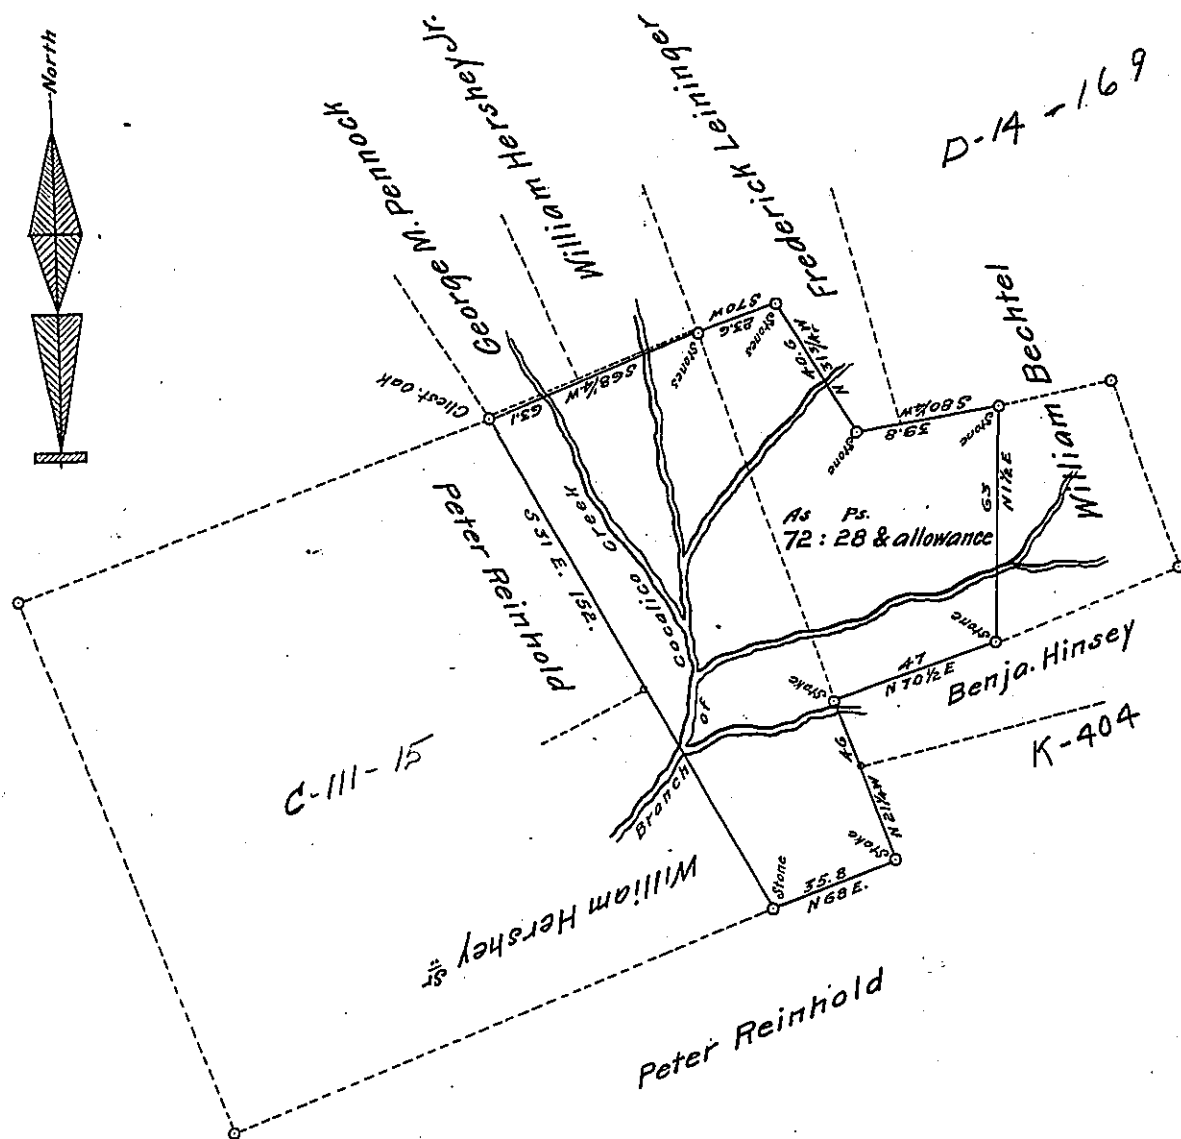 North
George M. Pennock
William Hershey Jr.
Frederick Leininger
D-14-169
Chest. Oak
63.1
S 68 1/4 W
Stones
S 70 W
23.6
Stones
N 31 3/4 W
40.6
Stone
S 80 1/4 W
39.8
Stone
William Bechtel
63
N 1 1/2 E
As Ps.
72 : 28 & allowance
Peter Reinhold
S 31 E. 152.
Branch of Cocalico Creek
Stone
47
N 70 1/2 E
Benja. Hinsey
Stake
46
N 21 1/4 W
K-404
C-111-15
William Hershey Sr
Stake
Stone
35.8
N 68 E.
Peter Reinhold